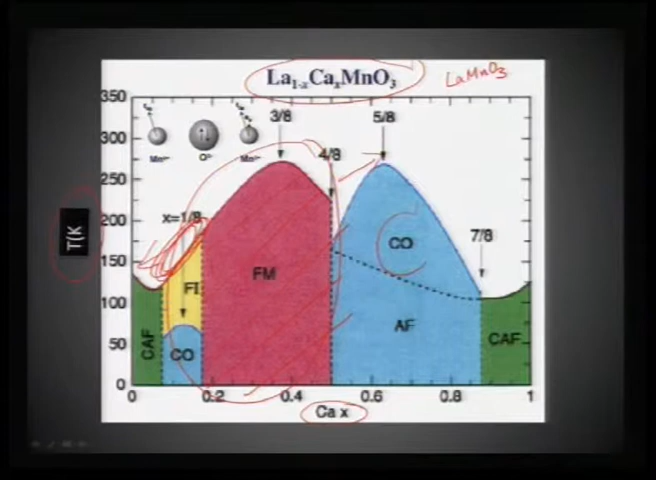 La1-xCaxMnO3
LaMnO3
350
300
250
200
150
100
50
0
T(K
3/8
5/8
4/8
x=1/8
7/8
Mn3+
O2-
CO
FI
FM
CAF
CO
AF
CAF
0
0.2
0.4
0.6
0.8
1
Ca x